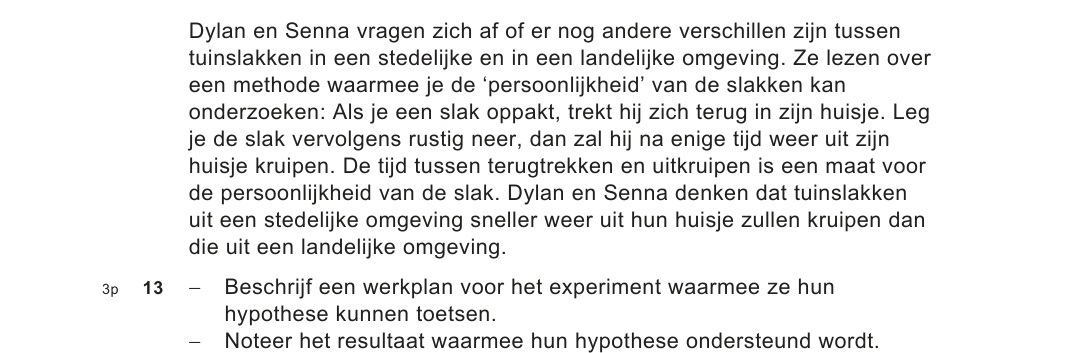 Dylan en Senna vragen zich af of er nog andere verschillen zijn tussen
tuinslakken in een stedelijke en in een landelijke omgeving. Ze lezen over
een methode waarmee je de ‘persoonlijkheid’ van de slakken kan
onderzoeken: Als je een slak oppakt, trekt hij zich terug in zijn huisje. Leg
je de slak vervolgens rustig neer, dan zal hij na enige tijd weer uit zijn
huisje kruipen. De tijd tussen terugtrekken en uitkruipen is een maat voor
de persoonlijkheid van de slak. Dylan en Senna denken dat tuinslakken
uit een stedelijke omgeving sneller weer uit hun huisje zullen kruipen dan
die uit een landelijke omgeving.
3p 13 – Beschrijf een werkplan voor het experiment waarmee ze hun
hypothese kunnen toetsen.
– Noteer het resultaat waarmee hun hypothese ondersteund wordt.